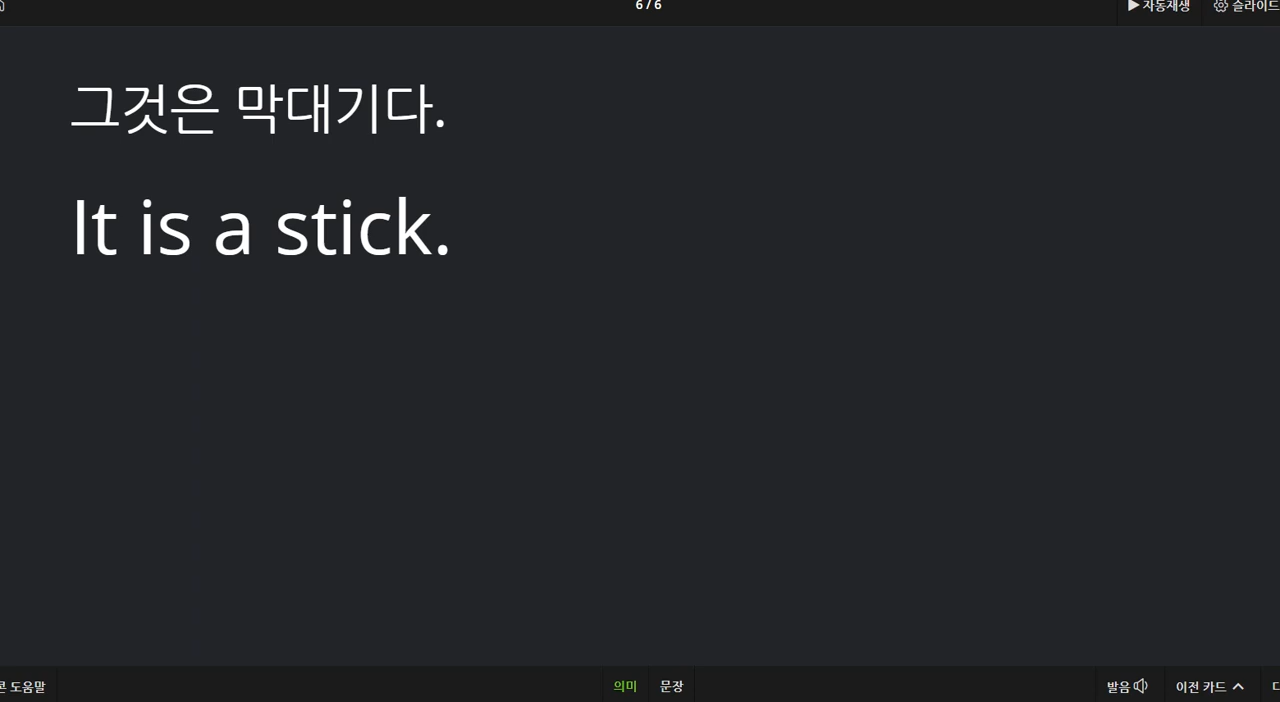 6 / 6
▶ 자동재생
슬라이드
그것은 막대기다.
It is a stick.
도움말
의미
문장
발음
이전 카드